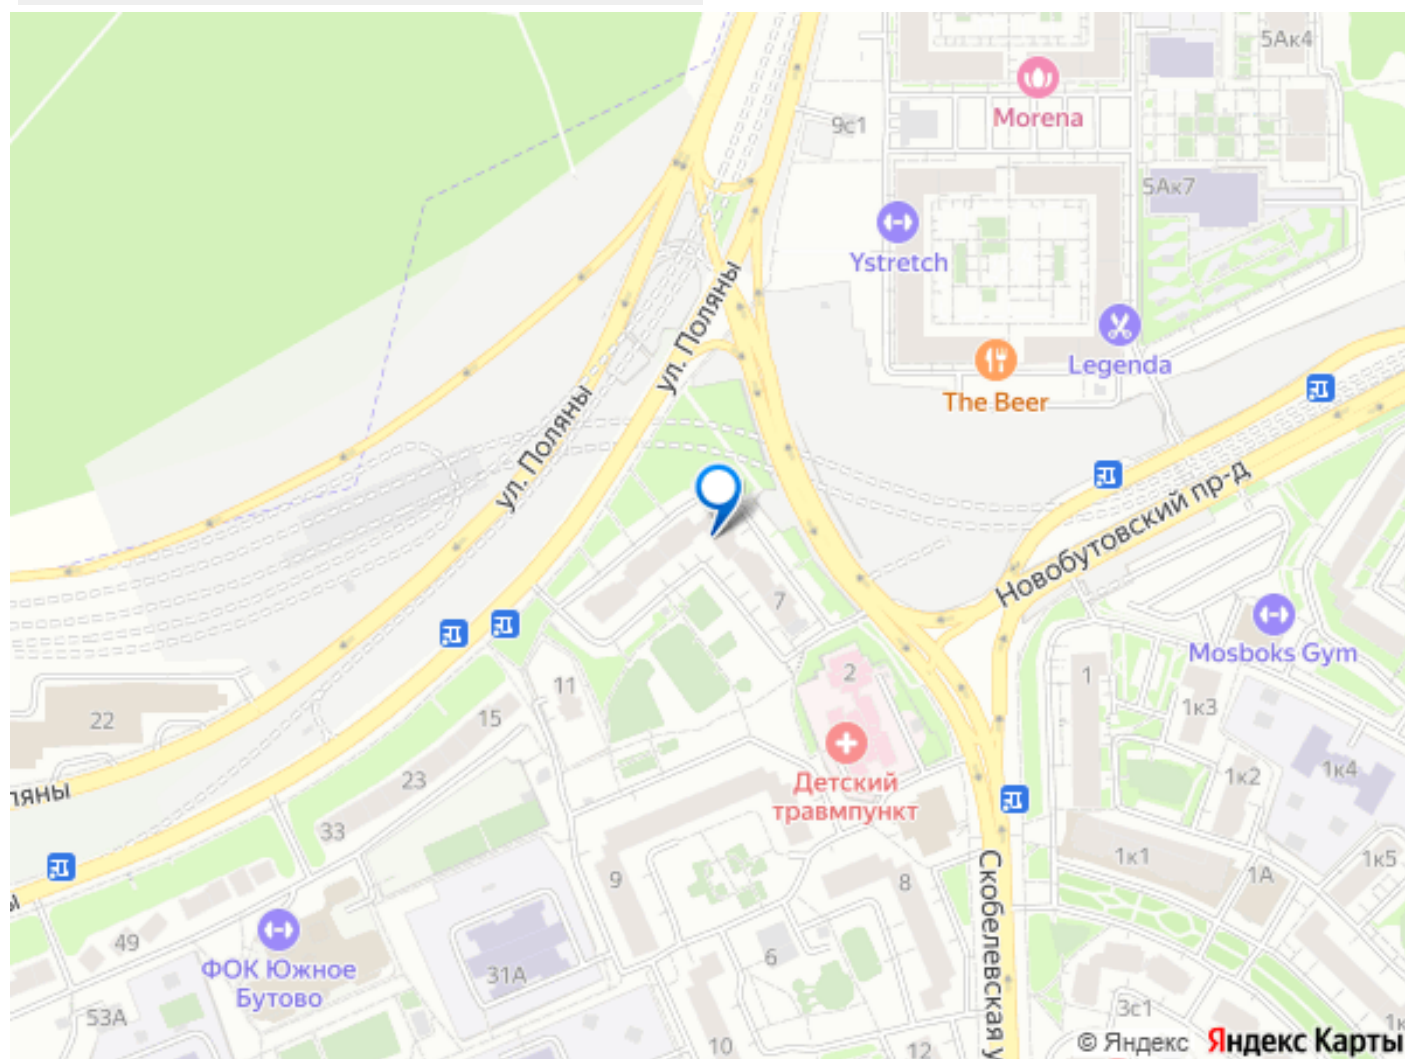 5Ак4
Morena
9с1
5Ак7
Ystretch
ул. Поляны
Legenda
The Beer
ул. Поляны
Новобутовский пр-д
7
Mosboks Gym
2
1
11
1к3
15
22
Детский
травмпункт
23
1к2
1к4
ляны
33
1к1
1к5
9
8
1А
ы
Скобелевская у
49
ФОК Южное
Бутово
31А
6
53А
3с1
10
12
1к
© Яндекс Яндекс Карты